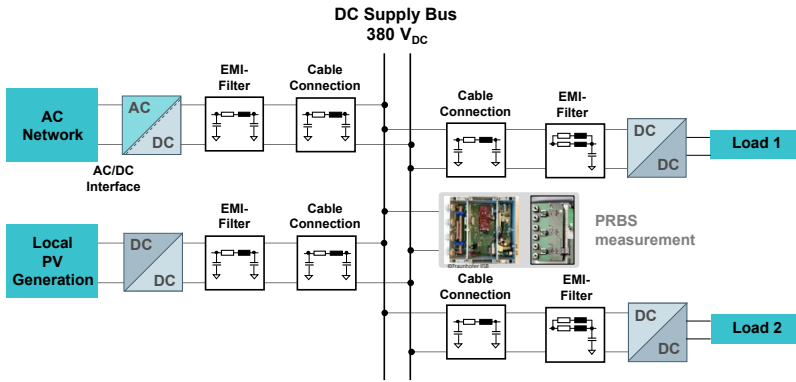 DC Supply Bus
380 VDC
EMI-
Filter
Cable
Connection
AC
Network
AC
DC
AC/DC
Interface
Local
PV
Generation
DC
DC
EMI-
Filter
Cable
Connection
Cable
Connection
EMI-
Filter
DC
DC
Load 1
PRBS
measurement
©Fraunhofer IISB
Cable
Connection
EMI-
Filter
DC
DC
Load 2